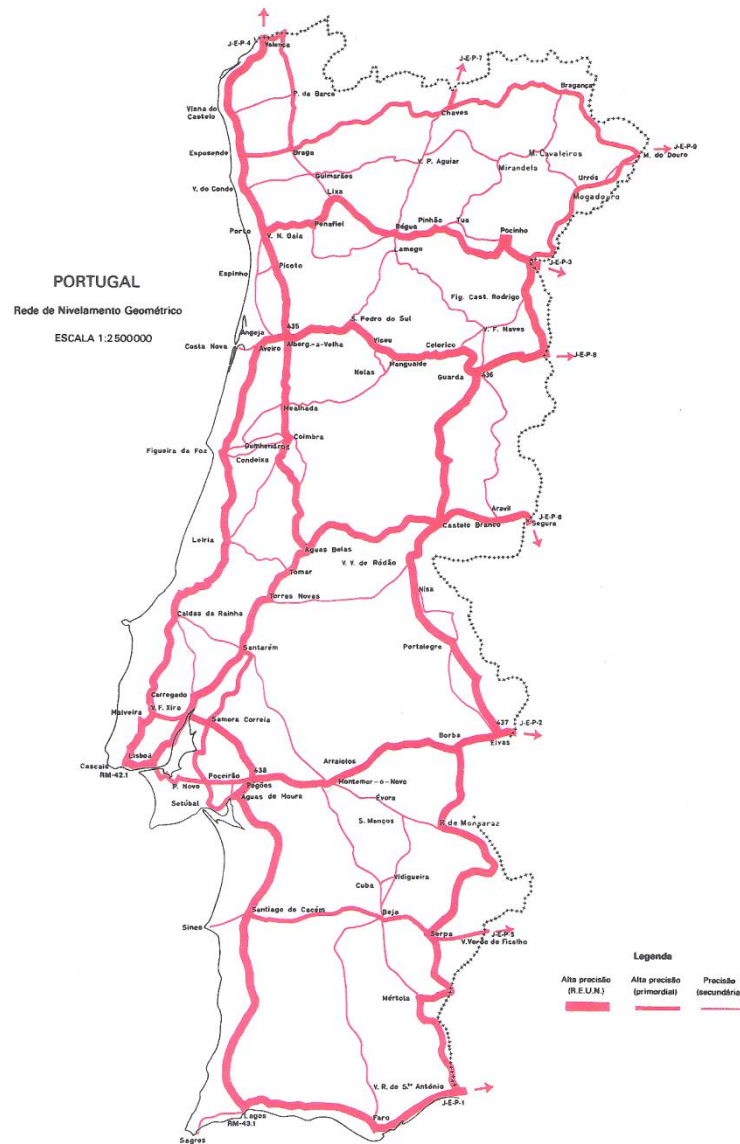 J-E-P-4
Valença
J-E-P-7
P. de Barca
Bragança
Viana do
Castelo
Chaves
Esposende
Braga
M. Cavaleiros
J-E-P-9
M. do Douro
V. P. Aguiar
Mirandela
Guimarães
Urrós
V. do Conde
Lixa
Mogadouro
Penafiel
Régua
Pinhão
Tua
Pocinho
Porto
V. N. Gaia
Lamego
Picoto
J-E-P-3
Espinho
PORTUGAL
Rede de Nivelamento Geométrico
ESCALA 1:2500000
Fig. Cast. Rodrigo
S. Pedro do Sul
Angeja
435
V. F. Naves
Costa Nova
Aveiro
Alberg.-a-Velha
Viseu
Celorico
Mangualde
J-E-P-8
Nelas
Guarda
436
Mealhada
Coimbra
Figueira da Foz
Condeixa
Aravil
J-E-P-6
Segura
Castelo Branco
Leiria
Aguas Belas
V. V. de Ródão
Tomar
Nisa
Torres Novas
Caldas da Rainha
Portalegre
Santarém
Carregado
V. F. Xira
Malveira
Samora Correia
437
J-E-P-2
Borba
Elvas
Lisboa
Cascais
RM-42.1
438
Arraiolos
Poceirão
Montemor-o-Novo
P. Novo
Pegões
Évora
Setúbal
Aguas de Moura
R. de Monsaraz
Cuba
Vidigueira
Santiago do Cacém
Beja
Sines
Serpa
J-E-P-5
V. Verde de Ficalho
Legenda
Alta precisão
(R.E.U.N.)
Alta precisão
(primordial)
Precisão
(secundária
Mértola
V. R. de S.to António
J-E-P-1
Lagos
RM-43.1
Faro
Sagres